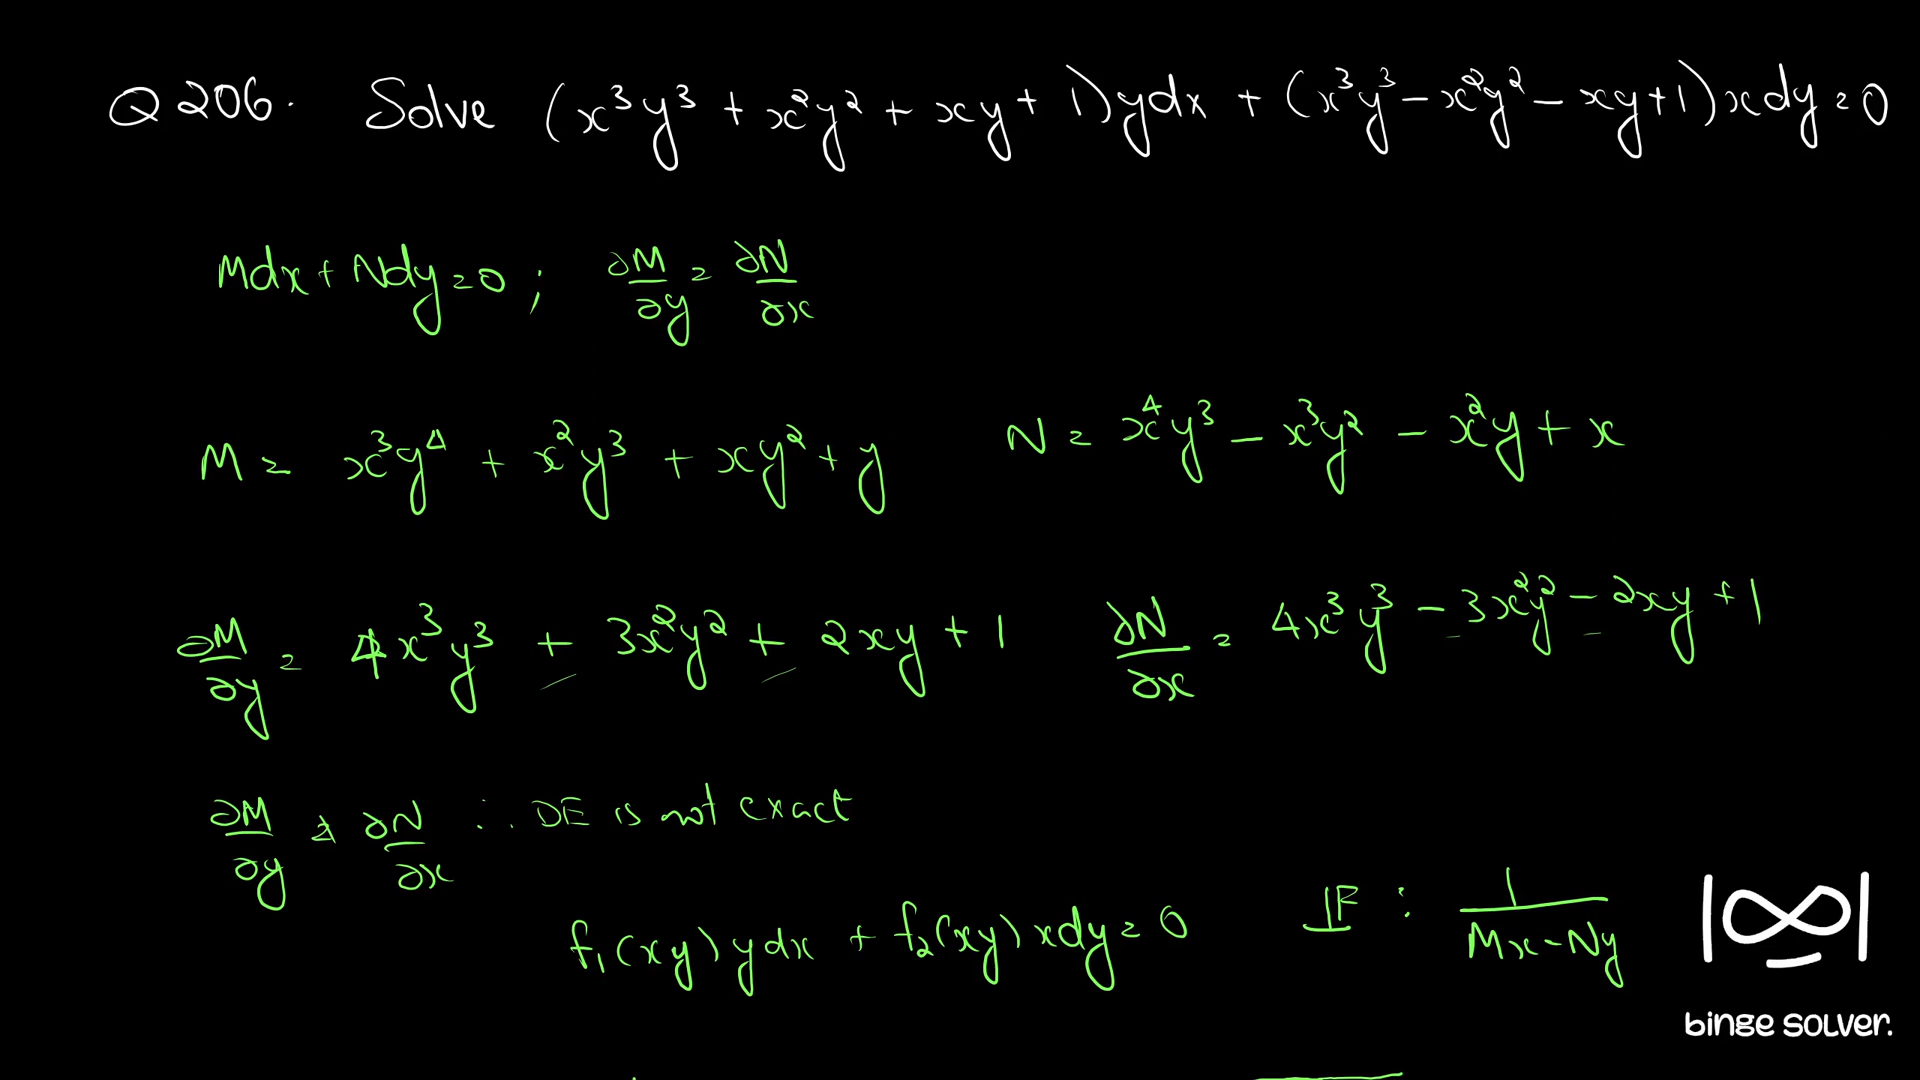 Q 206. Solve (x³y³ + x²y² + xy + 1)ydx + (x³y³ - x²y² - xy + 1)xdy = 0
Mdx + Ndy = 0 ; ∂M/∂y = ∂N/∂x
M = x³y⁴ + x²y³ + xy² + y N = x⁴y³ - x³y² - x²y + x
∂M/∂y = 4x³y³ + 3x²y² + 2xy + 1 ∂N/∂x = 4x³y³ - 3x²y² - 2xy + 1
∂M/∂y ≠ ∂N/∂x ∴ DE is not exact
f₁(xy)ydx + f₂(xy)xdy = 0 IF : 1/(Mx - Ny)
binge solver.